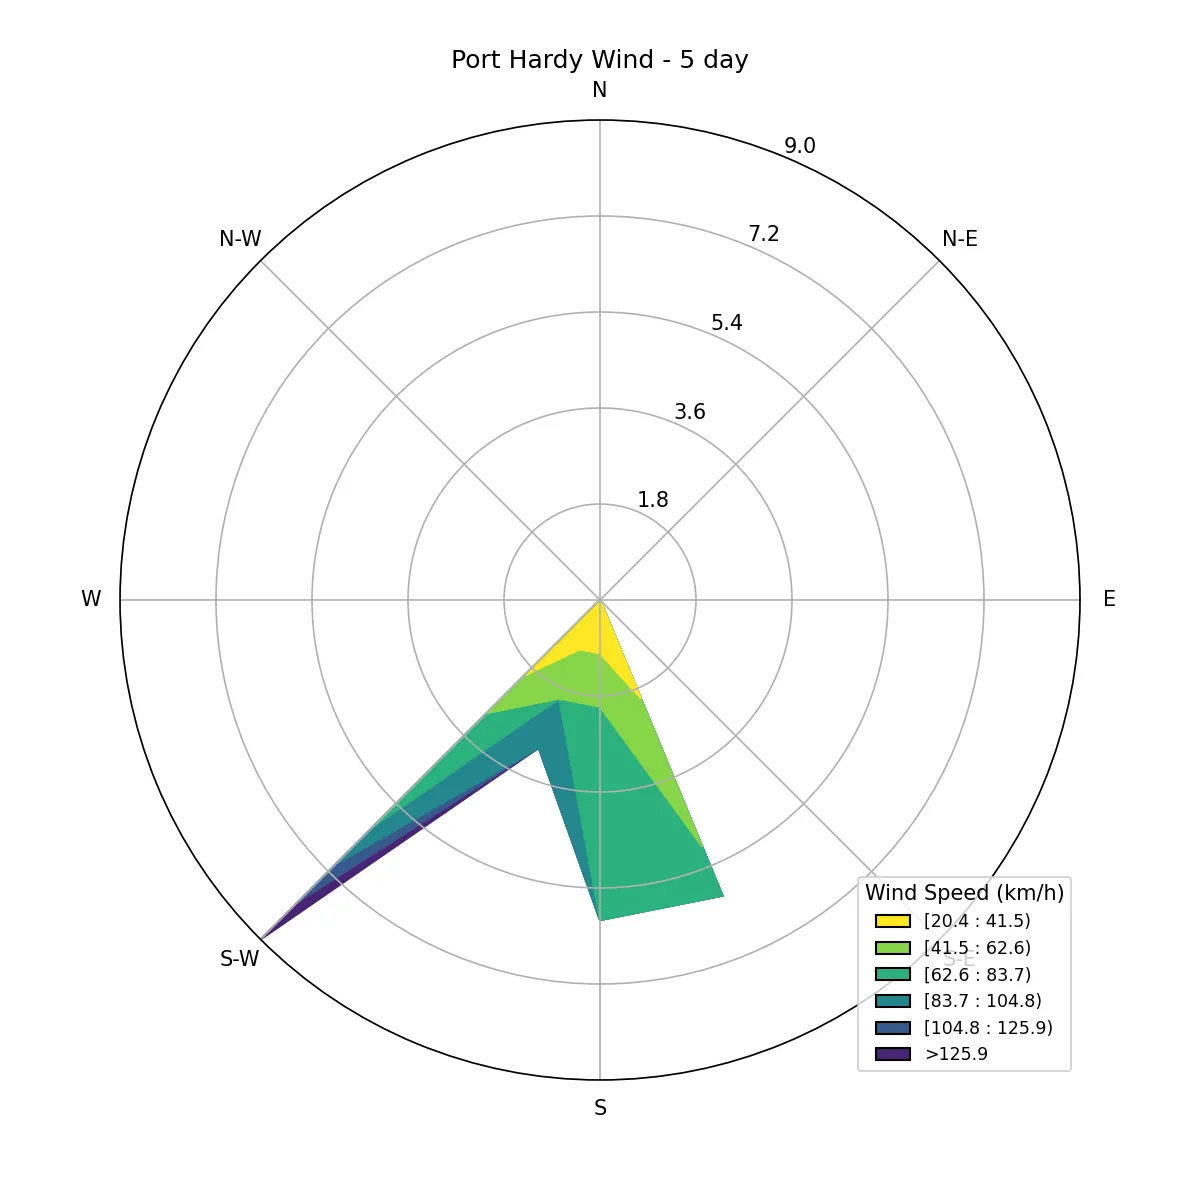 Port Hardy Wind - 5 day
N
9.0
N-W
7.2
N-E
5.4
3.6
1.8
W
E
S-W
S-E
S
Wind Speed (km/h)
[20.4 : 41.5)
[41.5 : 62.6)
[62.6 : 83.7)
[83.7 : 104.8)
[104.8 : 125.9)
>125.9